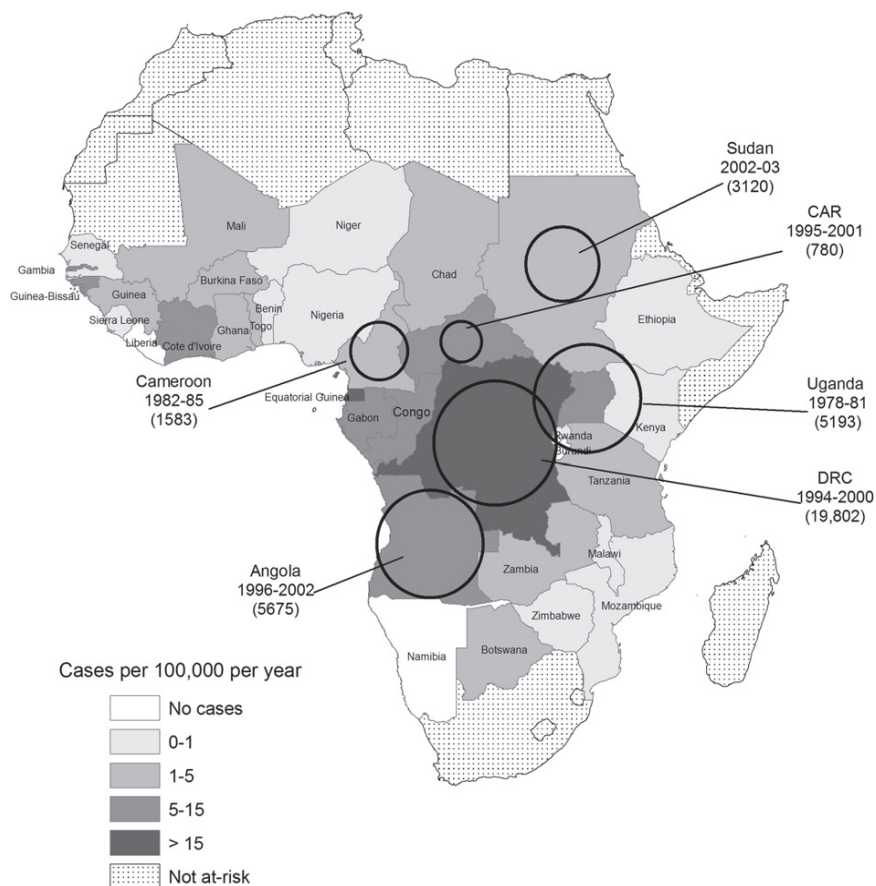 Sudan
2002-03
(3120)
CAR
1995-2001
(780)
Mali
Niger
Chad
Senegal
Gambia
Guinea-Bissau
Guinea
Burkina Faso
Benin
Nigeria
Ethiopia
Sierra Leone
Ghana
Togo
Liberia
Cote d'Ivoire
Cameroon
1982-85
(1583)
Equatorial Guinea
Gabon
Congo
Uganda
1978-81
(5193)
Kenya
Rwanda
Burundi
Tanzania
DRC
1994-2000
(19,802)
Angola
1996-2002
(5675)
Malawi
Zambia
Mozambique
Zimbabwe
Namibia
Botswana
Cases per 100,000 per year
No cases
0-1
1-5
5-15
> 15
Not at-risk